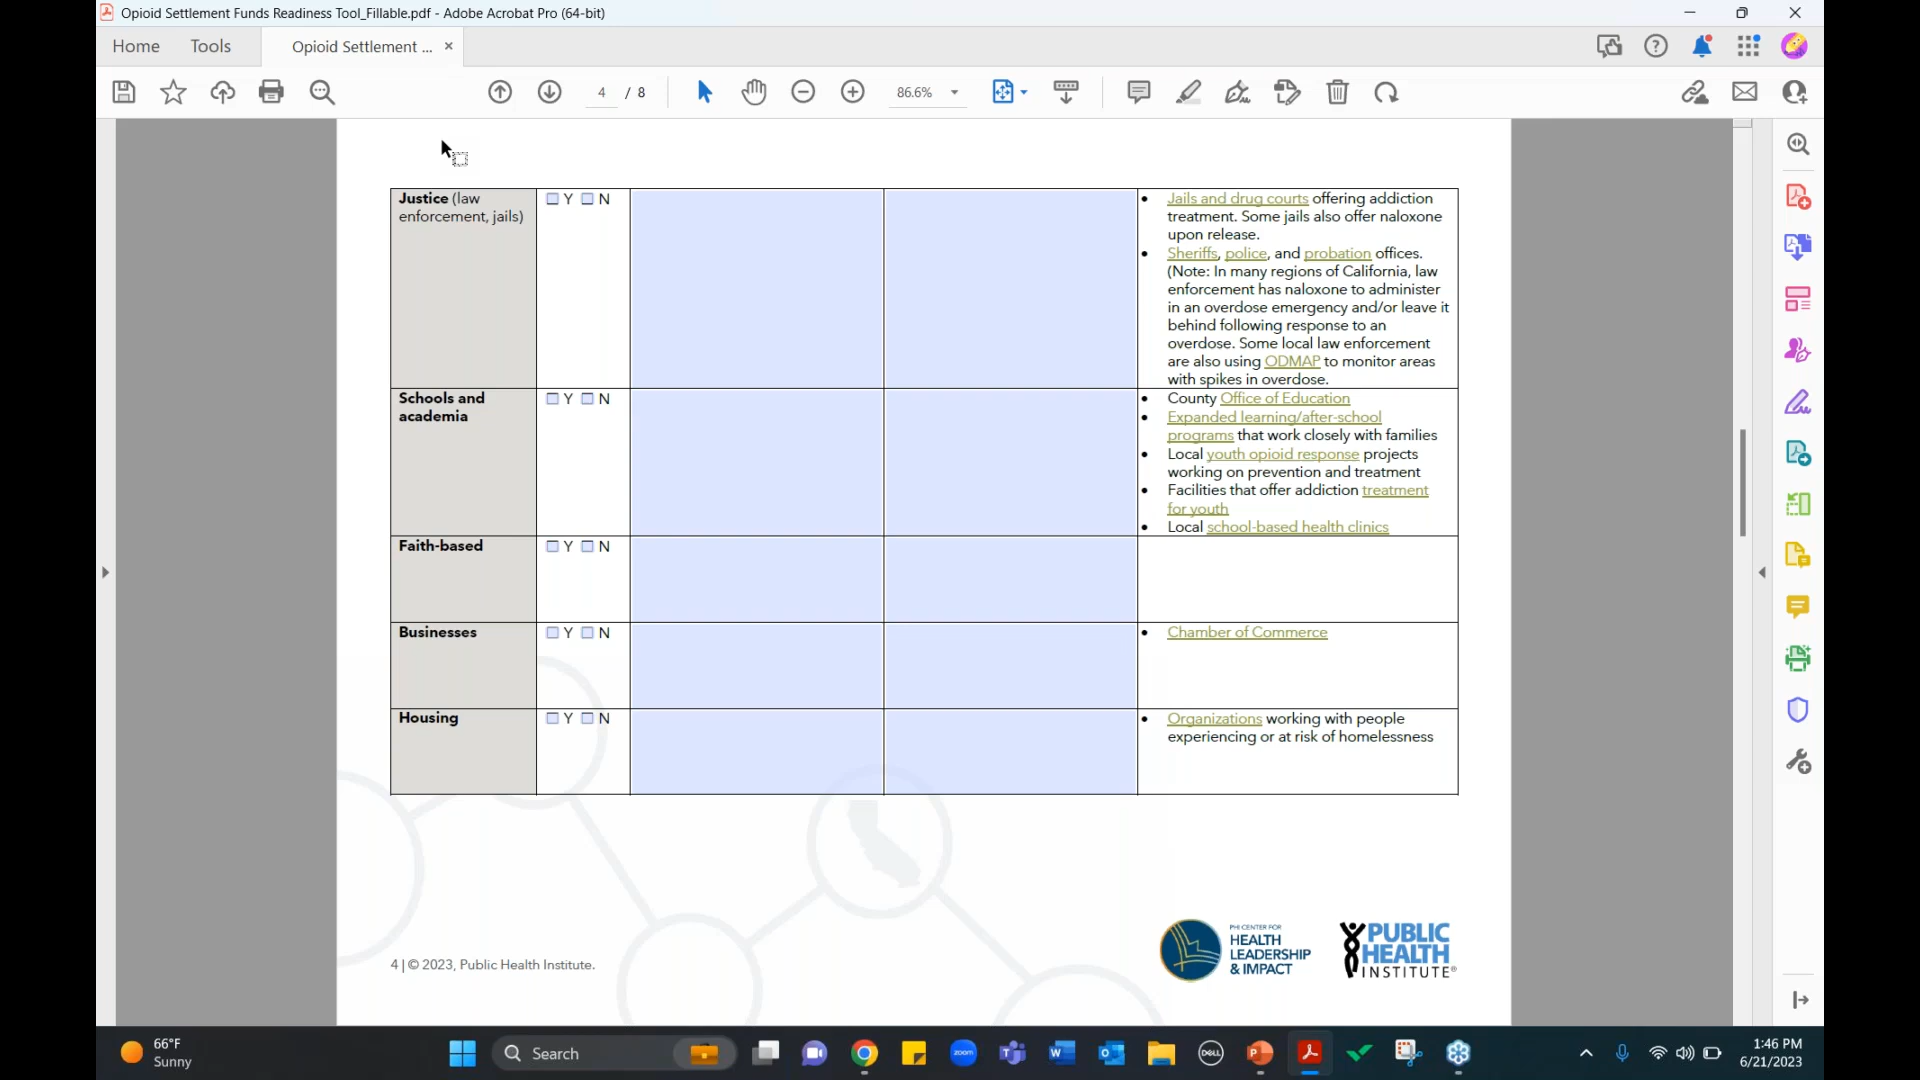 Opioid Settlement Funds Readiness Tool_Fillable.pdf - Adobe Acrobat Pro (64-bit)
Home
Tools
Opioid Settlement ...
4 / 8
86.6%
Justice (law
enforcement, jails)
Y N
• Jails and drug courts offering addiction
treatment. Some jails also offer naloxone
upon release.
• Sheriffs, police, and probation offices.
(Note: In many regions of California, law
enforcement has naloxone to administer
in an overdose emergency and/or leave it
behind following response to an
overdose. Some local law enforcement
are also using ODMAP to monitor areas
with spikes in overdose.
Schools and
academia
Y N
• County Office of Education
• Expanded learning/after-school
programs that work closely with families
• Local youth opioid response projects
working on prevention and treatment
• Facilities that offer addiction treatment
for youth
• Local school-based health clinics
Faith-based
Y N
Businesses
Y N
• Chamber of Commerce
Housing
Y N
• Organizations working with people
experiencing or at risk of homelessness
4 | © 2023, Public Health Institute.
PHI CENTER FOR
HEALTH
LEADERSHIP
& IMPACT
PUBLIC
HEALTH
INSTITUTE®
66°F
Sunny
Search
zoom
DELL
1:46 PM
6/21/2023